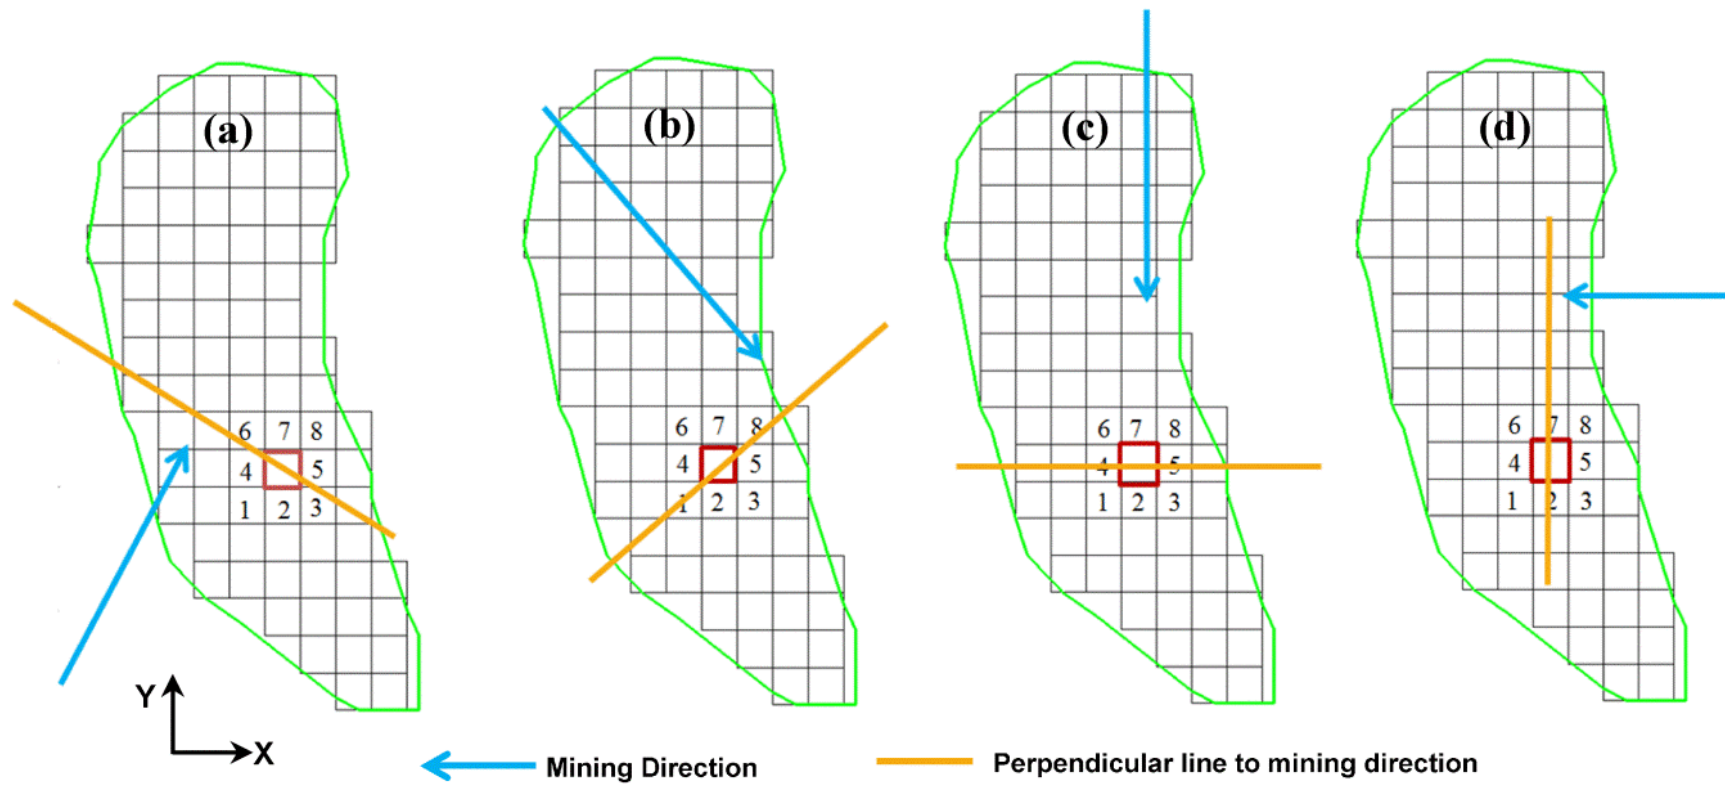 (a) (b) (c) (d)
6 7 8 6 7 8 6 7 8 6 7 8
4 5 4 5 4 5 4 5
1 2 3 1 2 3 1 2 3 1 2 3
Y
X
Mining Direction
Perpendicular line to mining direction